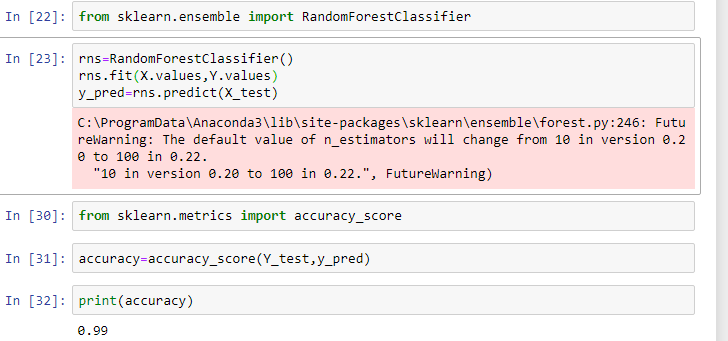 In [22]: from sklearn.ensemble import RandomForestClassifier
In [23]: rns=RandomForestClassifier()
rns.fit(X.values,Y.values)
y_pred=rns.predict(X_test)
C:\ProgramData\Anaconda3\lib\site-packages\sklearn\ensemble\forest.py:246: Futu
reWarning: The default value of n_estimators will change from 10 in version 0.2
0 to 100 in 0.22.
  "10 in version 0.20 to 100 in 0.22.", FutureWarning)
In [30]: from sklearn.metrics import accuracy_score
In [31]: accuracy=accuracy_score(Y_test,y_pred)
In [32]: print(accuracy)
0.99